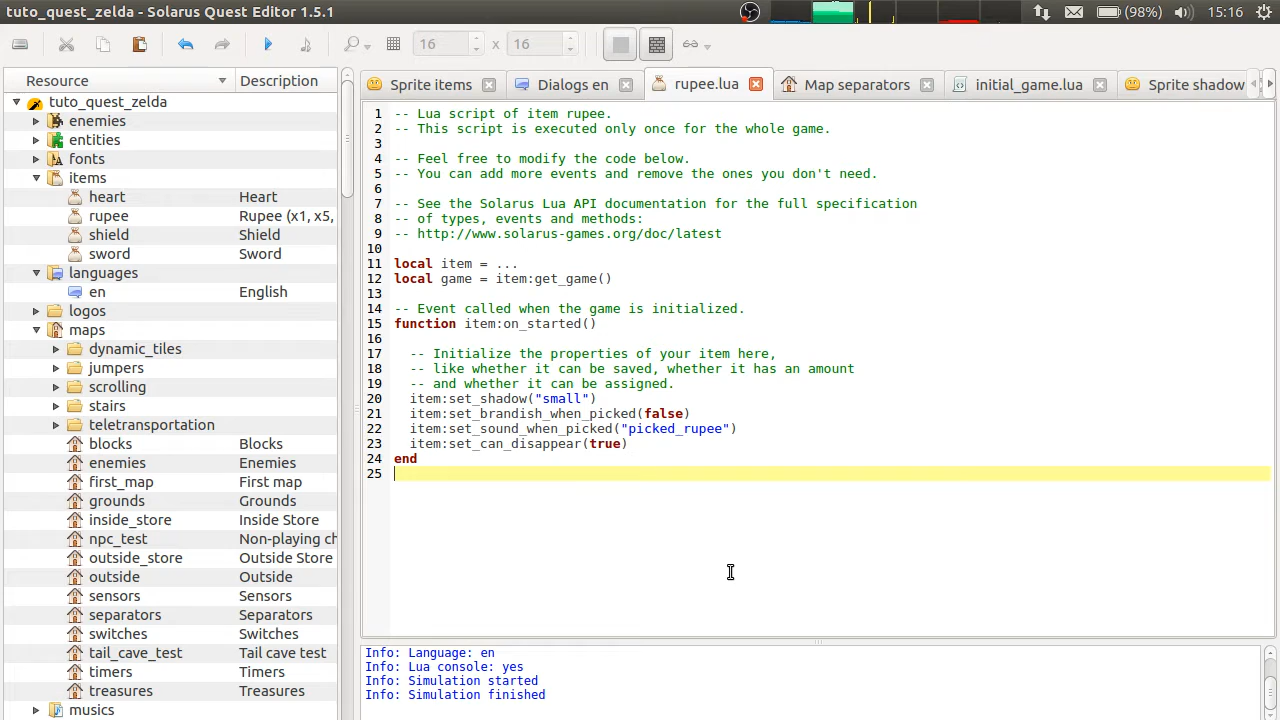 tuto_quest_zelda - Solarus Quest Editor 1.5.1
(98%)
15:16
16 x 16
Resource Description
tuto_quest_zelda
enemies
entities
fonts
items
heart Heart
rupee Rupee (x1, x5,
shield Shield
sword Sword
languages
en English
logos
maps
dynamic_tiles
jumpers
scrolling
stairs
teletransportation
blocks Blocks
enemies Enemies
first_map First map
grounds Grounds
inside_store Inside Store
npc_test Non-playing ch
outside_store Outside Store
outside Outside
sensors Sensors
separators Separators
switches Switches
tail_cave_test Tail cave test
timers Timers
treasures Treasures
musics
Sprite items Dialogs en rupee.lua Map separators initial_game.lua Sprite shadow
1 -- Lua script of item rupee.
2 -- This script is executed only once for the whole game.
3
4 -- Feel free to modify the code below.
5 -- You can add more events and remove the ones you don't need.
6
7 -- See the Solarus Lua API documentation for the full specification
8 -- of types, events and methods:
9 -- http://www.solarus-games.org/doc/latest
10
11 local item = ...
12 local game = item:get_game()
13
14 -- Event called when the game is initialized.
15 function item:on_started()
16
17 -- Initialize the properties of your item here,
18 -- like whether it can be saved, whether it has an amount
19 -- and whether it can be assigned.
20 item:set_shadow("small")
21 item:set_brandish_when_picked(false)
22 item:set_sound_when_picked("picked_rupee")
23 item:set_can_disappear(true)
24 end
25
Info: Language: en
Info: Lua console: yes
Info: Simulation started
Info: Simulation finished